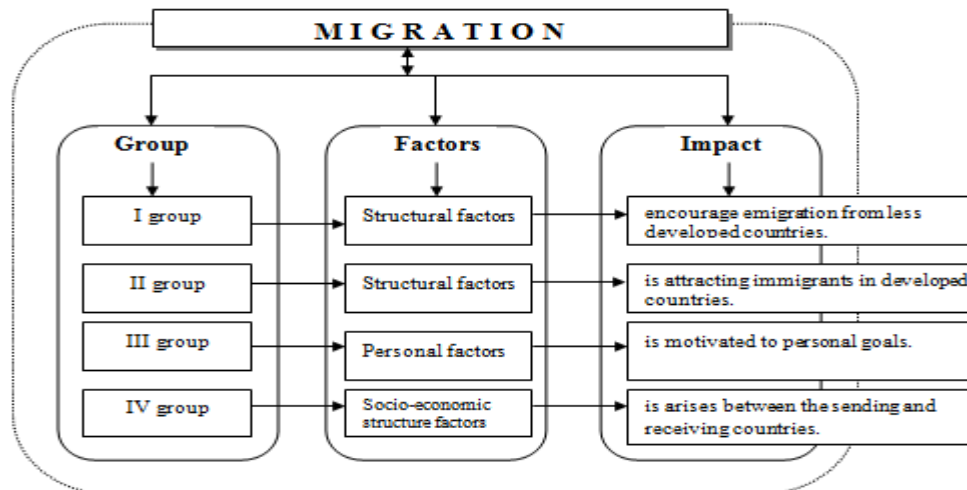 MIGRATION
Group
Factors
Impact
I group
Structural factors
encourage emigration from less
developed countries.
II group
Structural factors
is attracting immigrants in developed
countries.
III group
Personal factors
is motivated to personal goals.
IV group
Socio-economic
structure factors
is arises between the sending and
receiving countries.